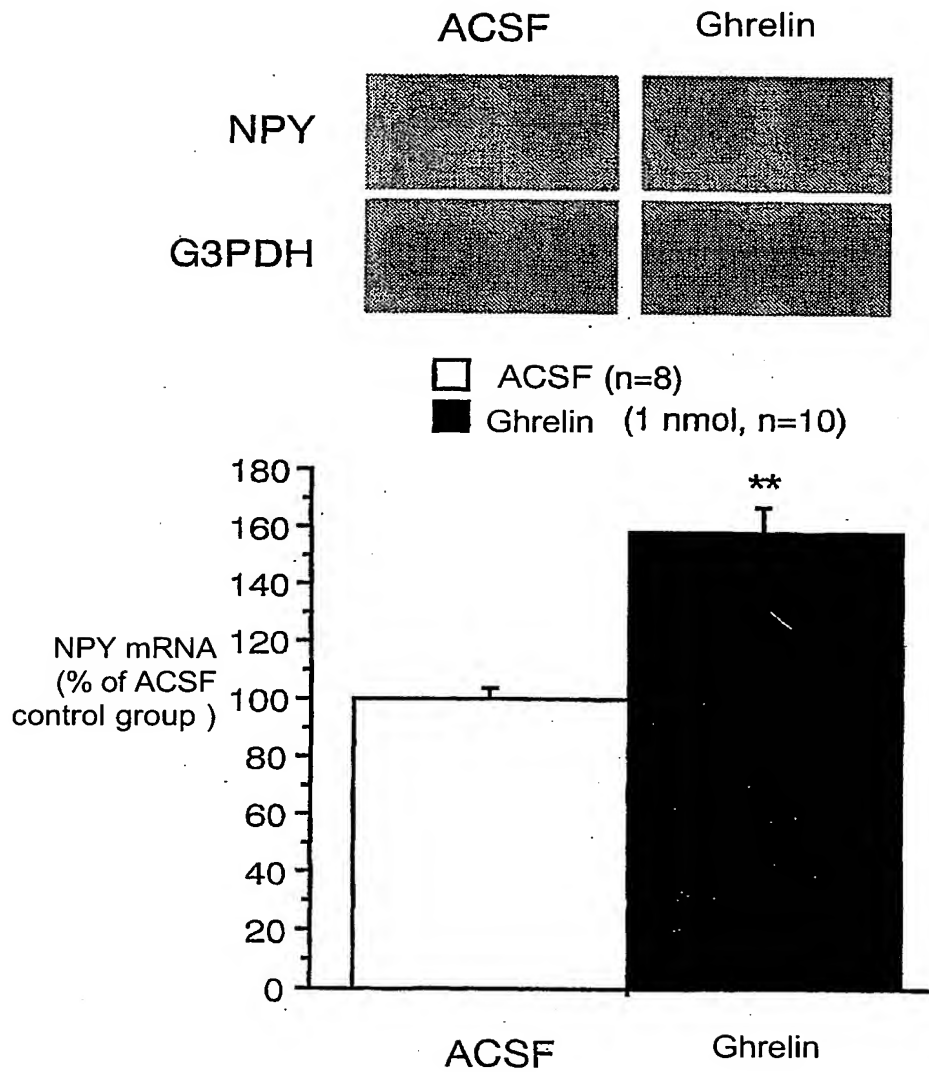 ACSF Ghrelin
NPY
G3PDH
ACSF (n=8)
Ghrelin (1 nmol, n=10)
180
160
140
120
100
80
60
40
20
0
NPY mRNA
(% of ACSF
control group )
**
ACSF Ghrelin